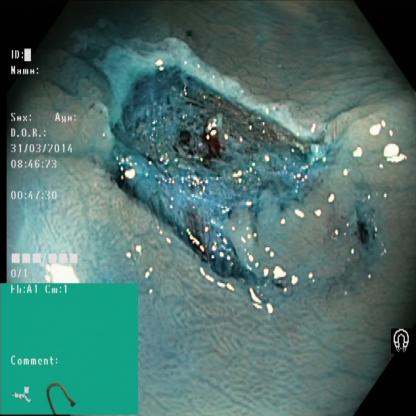 ID:
Name:
Sex: Age:
D.O.B.:
31/03/2014
08:46:23
00:47:30
0/1
Eh:A1 Cm:1
Comment: